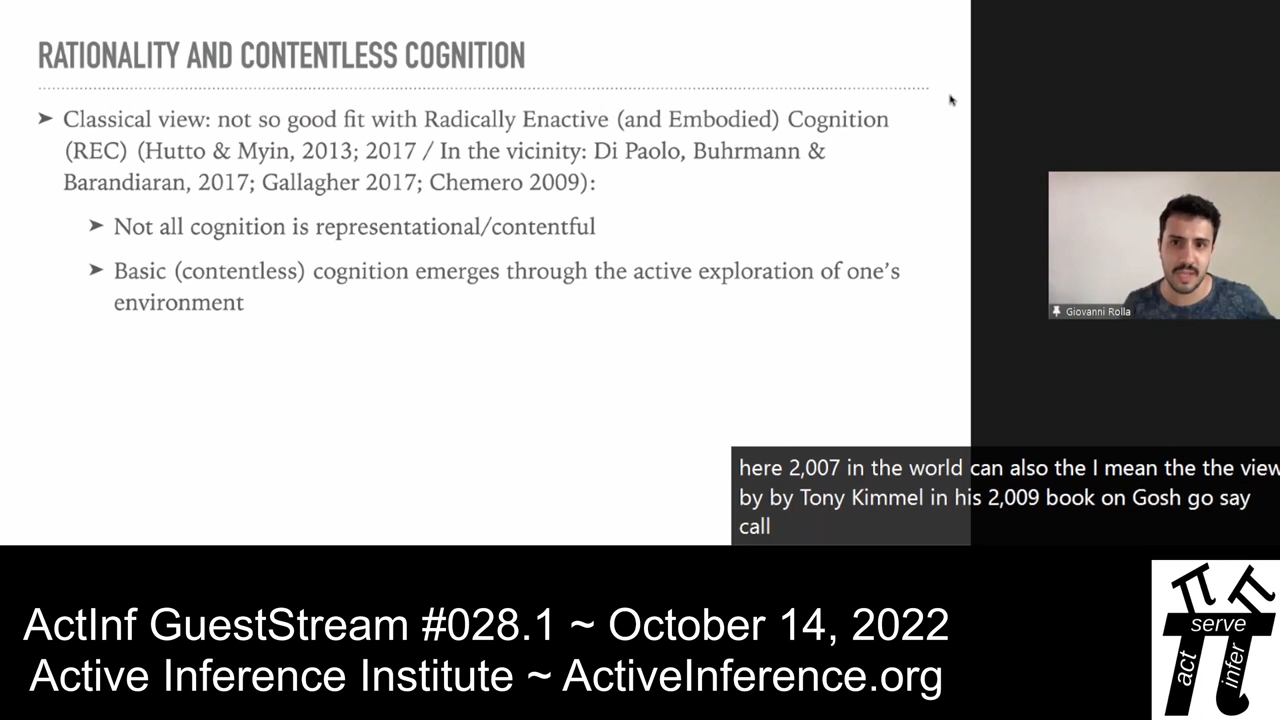 RATIONALITY AND CONTENTLESS COGNITION
➤ Classical view: not so good fit with Radically Enactive (and Embodied) Cognition
(REC) (Hutto & Myin, 2013; 2017 / In the vicinity: Di Paolo, Buhrmann &
Barandiaran, 2017; Gallagher 2017; Chemero 2009):
➤ Not all cognition is representational/contentful
➤ Basic (contentless) cognition emerges through the active exploration of one’s
environment
Giovanni Rolla
here 2,007 in the world can also the I mean the the view
by by Tony Kimmel in his 2,009 book on Gosh go say
call
ActInf GuestStream #028.1 ~ October 14, 2022
Active Inference Institute ~ ActiveInference.org
serve
act
infer